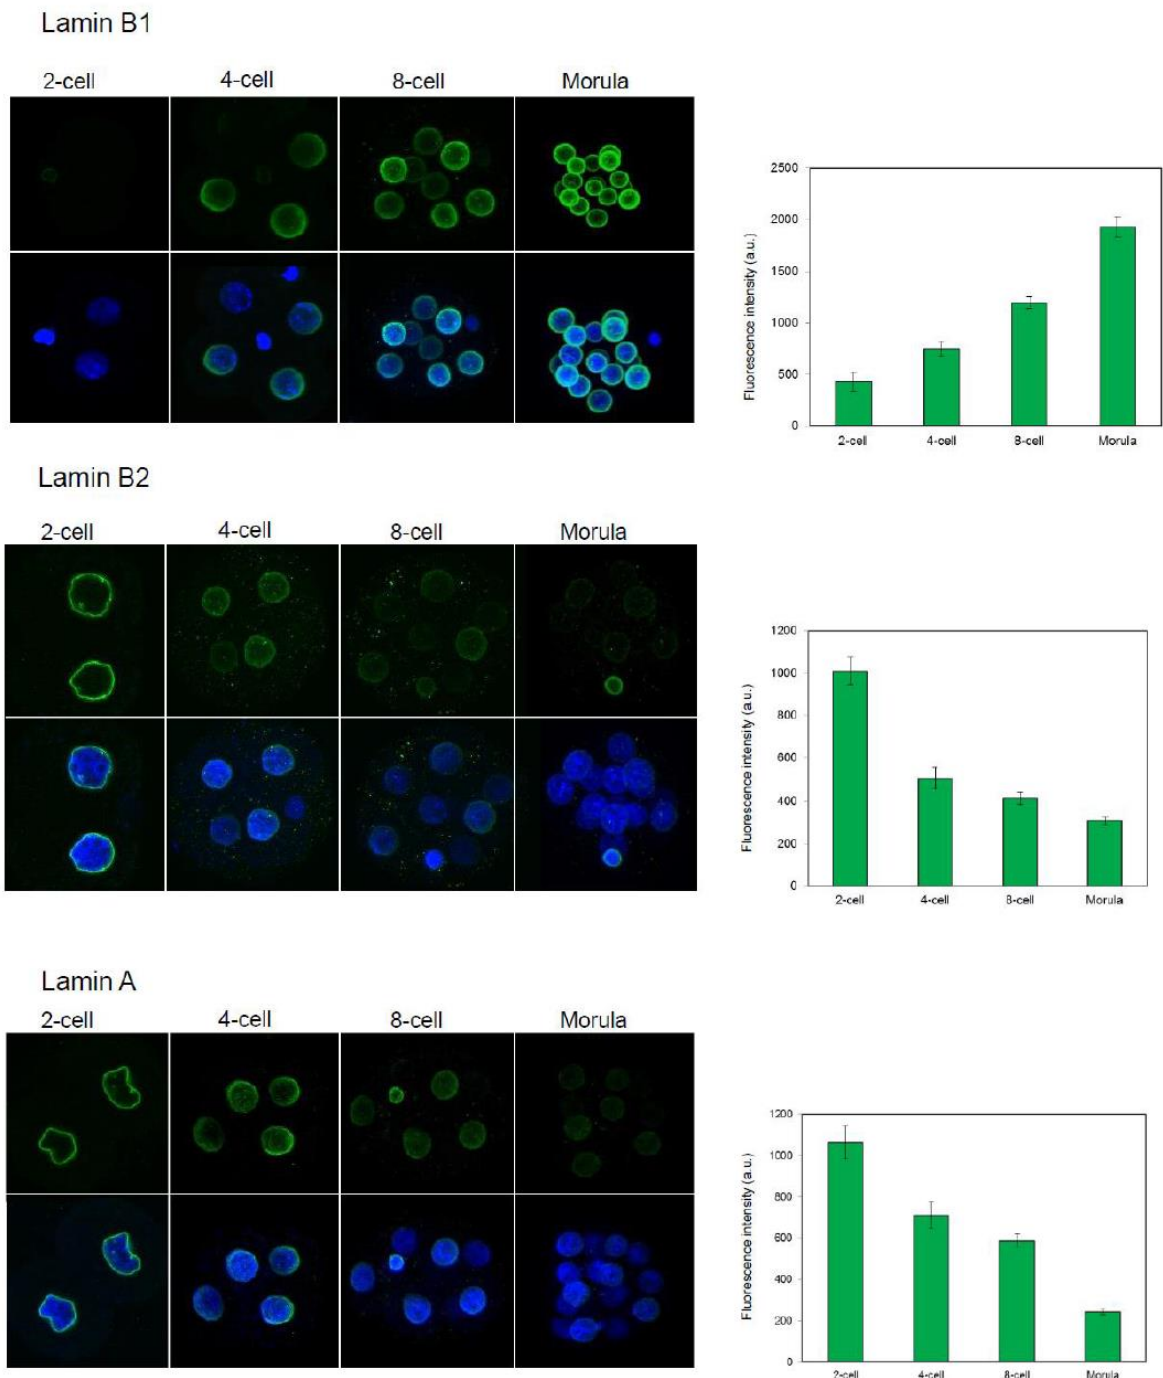 Lamin B1
2-cell 4-cell 8-cell Morula
Fluorescence intensity (a.u.)
2500
2000
1500
1000
500
0
2-cell 4-cell 8-cell Morula
Lamin B2
2-cell 4-cell 8-cell Morula
Fluorescence intensity (a.u.)
1200
1000
800
600
400
200
0
2-cell 4-cell 8-cell Morula
Lamin A
2-cell 4-cell 8-cell Morula
Fluorescence intensity (a.u.)
1200
1000
800
600
400
200
0
2-cell 4-cell 8-cell Morula